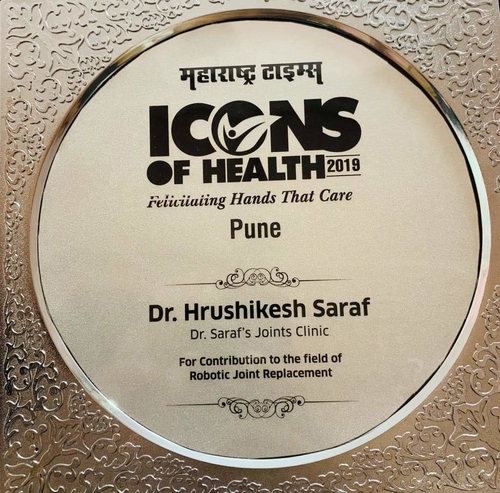 महाराष्ट्र टाइम्स
ICONS
OF HEALTH 2019
Felicitating Hands That Care
Pune
Dr. Hrushikesh Saraf
Dr. Saraf's Joints Clinic
For Contribution to the field of
Robotic Joint Replacement